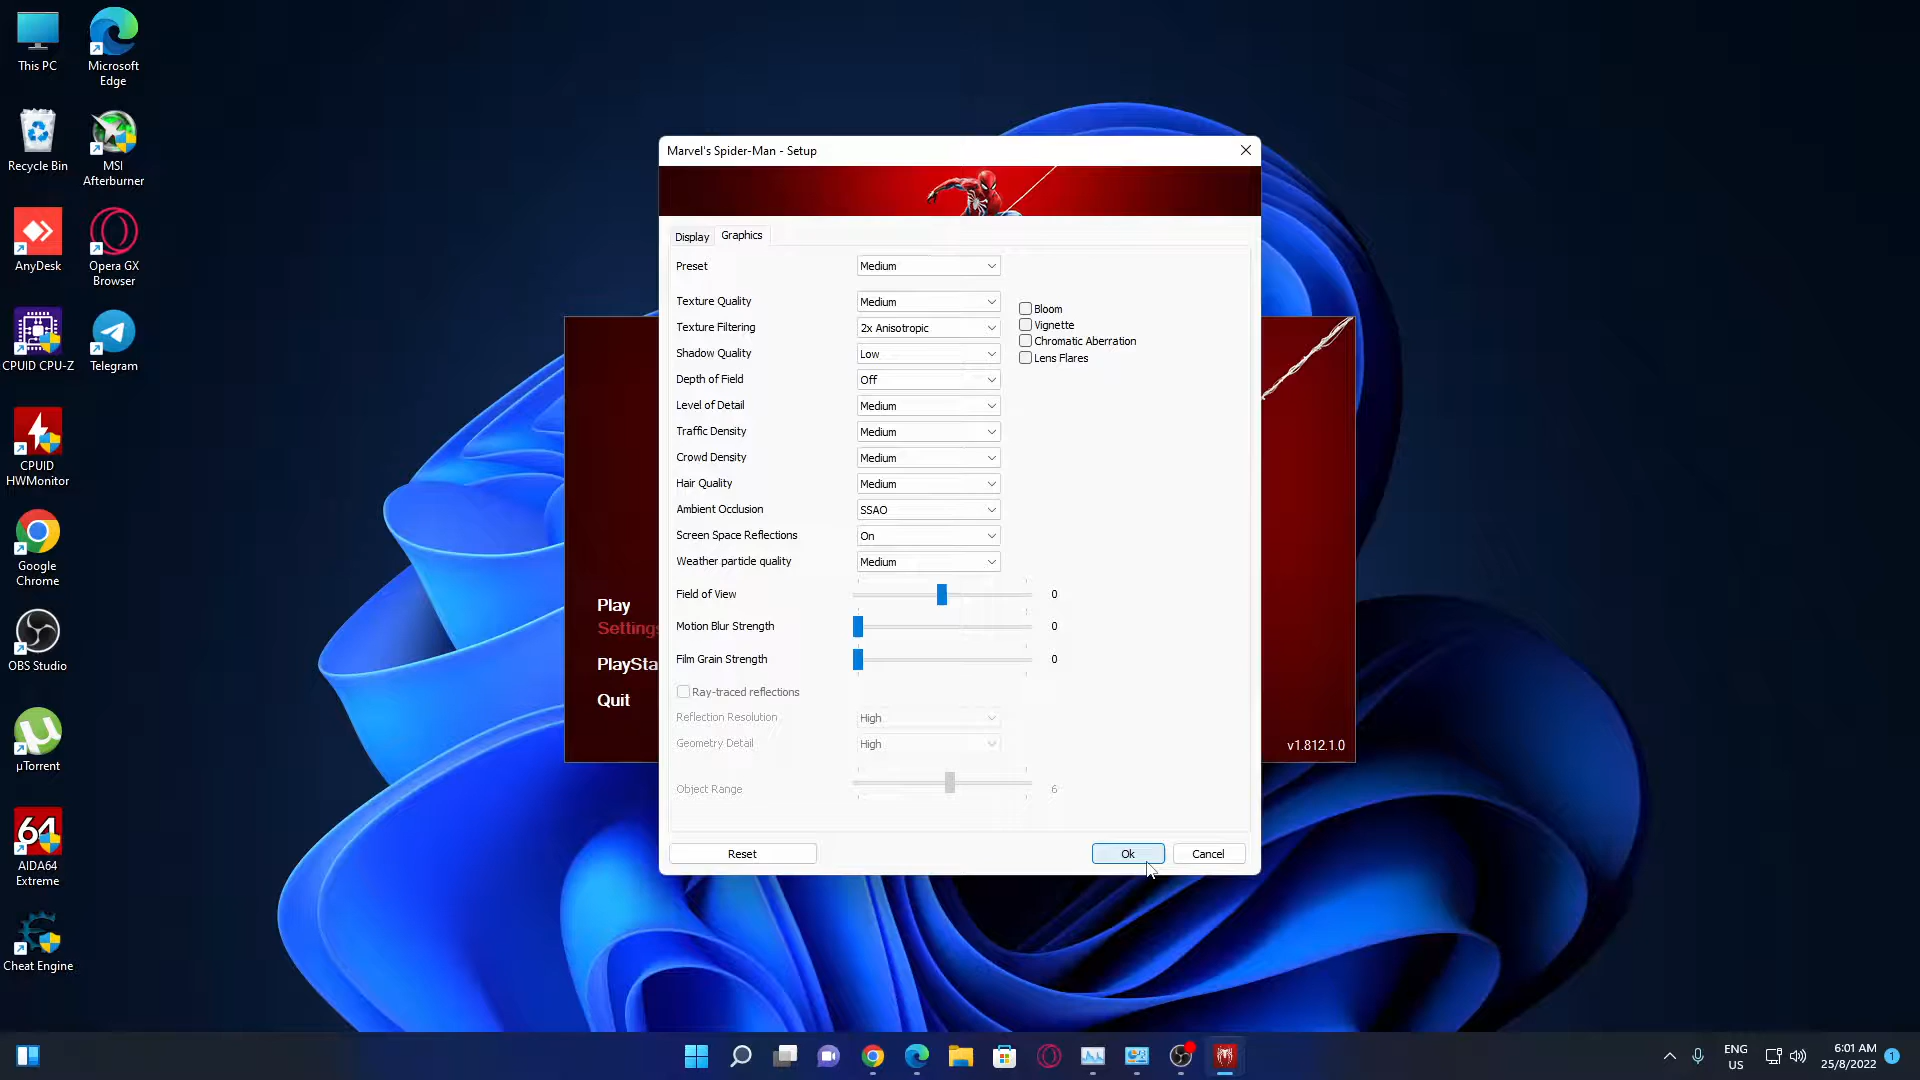 This PC
Microsoft
Edge
Recycle Bin
MSI
Afterburner
AnyDesk
Opera GX
Browser
CPUID CPU-Z
Telegram
CPUID
HWMonitor
Google
Chrome
OBS Studio
µTorrent
64
AIDA64
Extreme
Cheat Engine
Marvel's Spider-Man - Setup
Display
Graphics
Preset
Medium
Texture Quality
Medium
Texture Filtering
2x Anisotropic
Shadow Quality
Low
Depth of Field
Off
Level of Detail
Medium
Traffic Density
Medium
Crowd Density
Medium
Hair Quality
Medium
Ambient Occlusion
SSAO
Screen Space Reflections
On
Weather particle quality
Medium
Bloom
Vignette
Chromatic Aberration
Lens Flares
Field of View
0
Motion Blur Strength
0
Film Grain Strength
0
Ray-traced reflections
Reflection Resolution
High
Geometry Detail
High
Object Range
6
Reset
Ok
Cancel
Play
Settings
PlaySta
Quit
v1.812.1.0
ENG
US
6:01 AM
25/8/2022
1